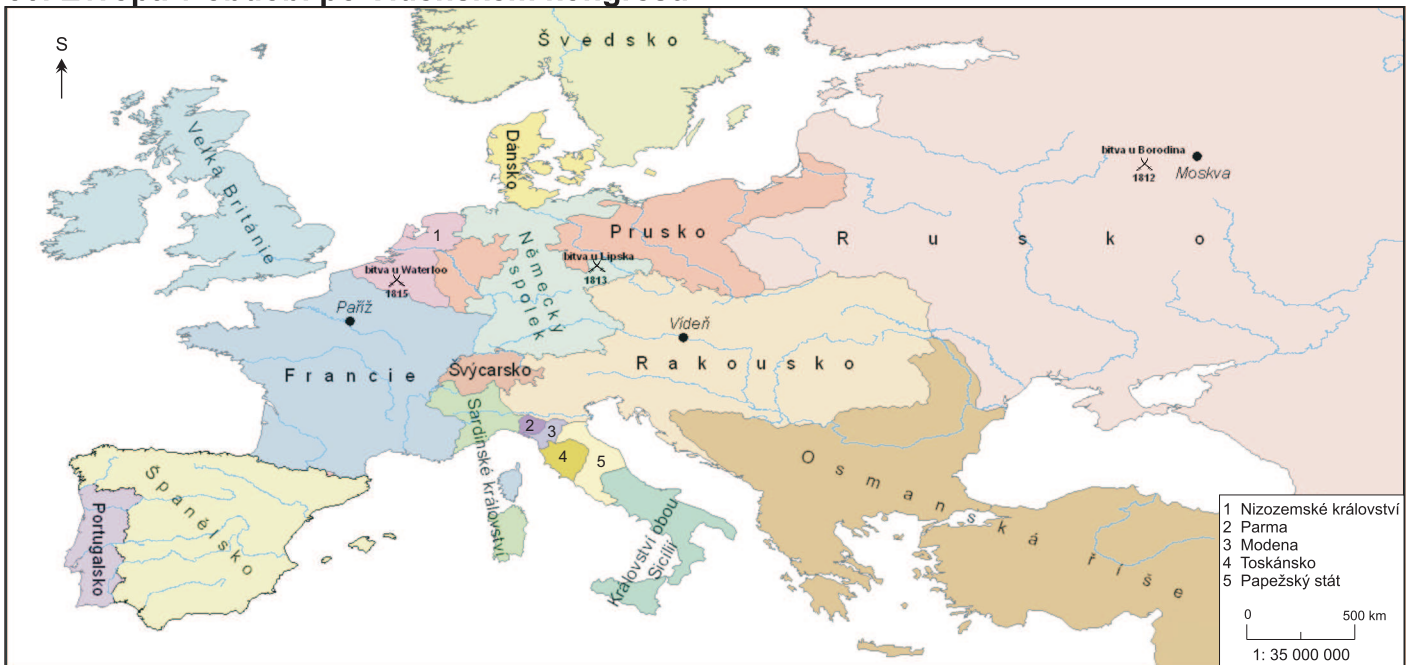 S
Švédsko
Velká Británie
Dánsko
bitva u Borodina
1812
Moskva
1
Německý
spolek
Prusko
Rusko
bitva u Waterloo
1815
bitva u Lipska
1813
Paříž
Vídeň
Francie
Švýcarsko
Rakousko
Sardinské království
2
3
4
5
Španělsko
Portugalsko
Království obou
Sicílií
Osmanská říše
1 Nizozemské království
2 Parma
3 Modena
4 Toskánsko
5 Papežský stát
0 500 km
1: 35 000 000